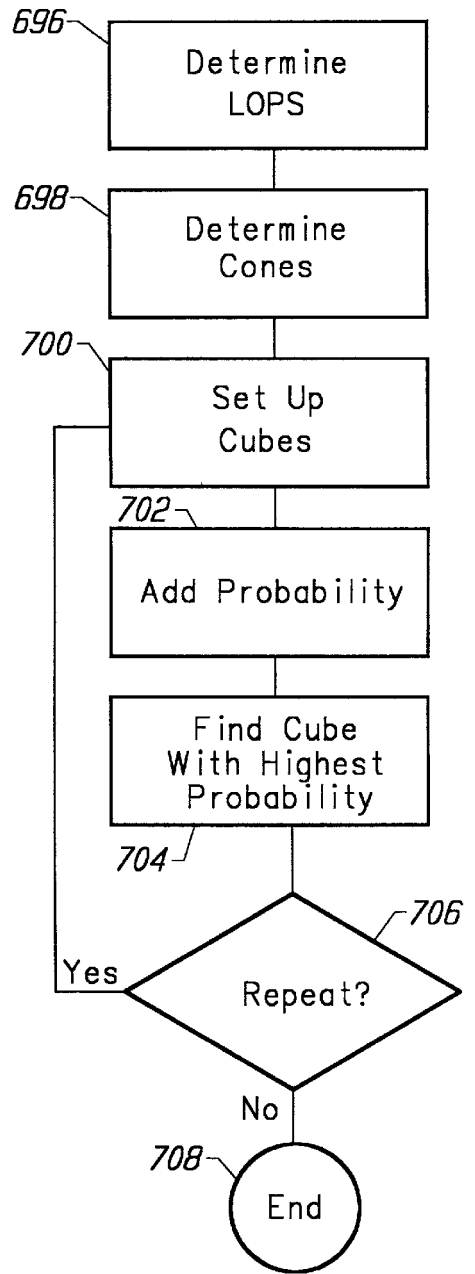 696
Determine
LOPS
698
Determine
Cones
700
Set Up
Cubes
702
Add Probability
Find Cube
With Highest
Probability
704
706
Repeat?
Yes
No
708
End